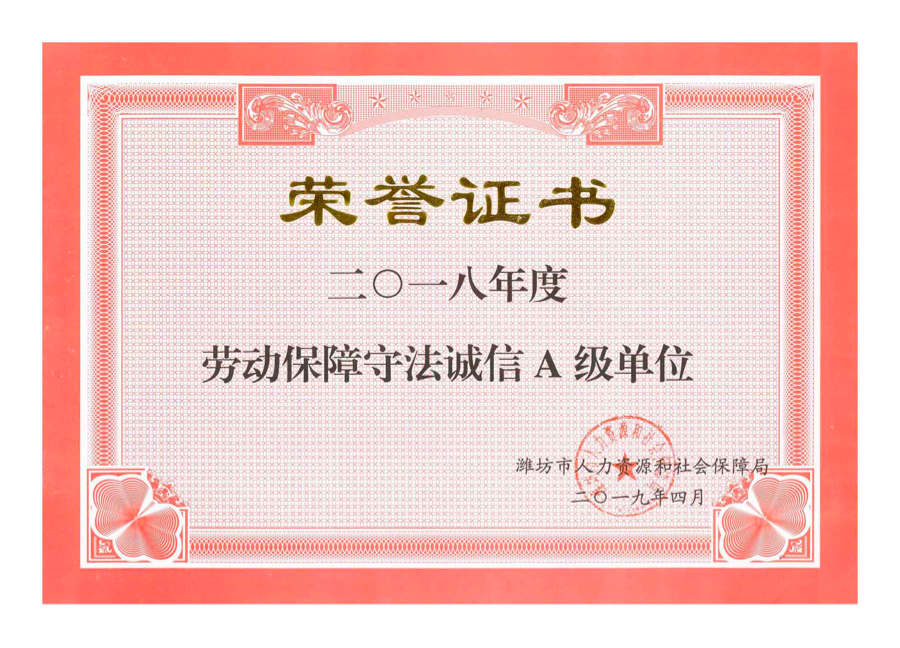 荣誉证书
二〇一八年度
劳动保障守法诚信 A 级单位
潍坊市人力资源和社会保障局
二〇一九年四月